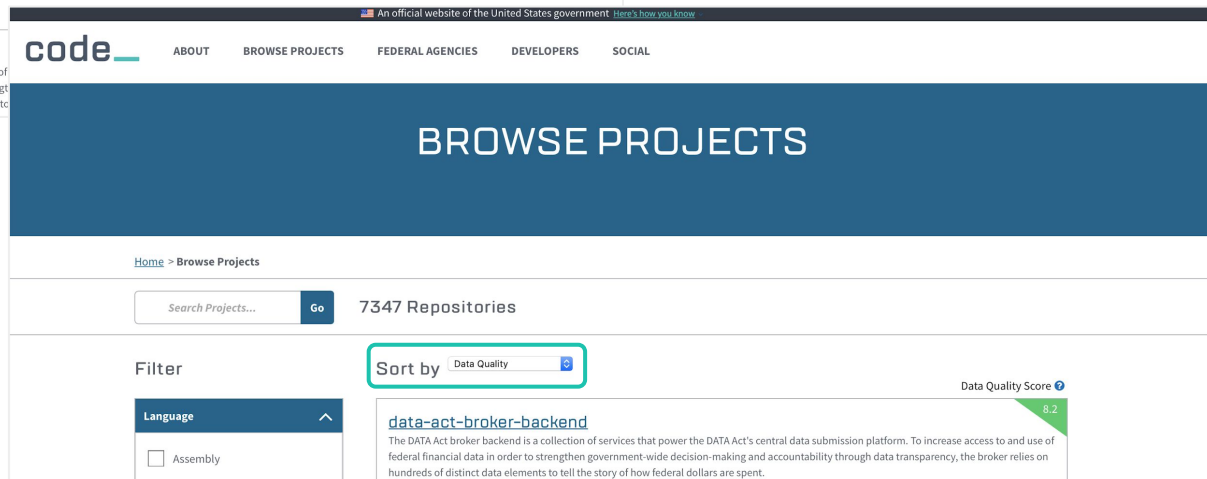 An official website of the United States government Here's how you know
code_
ABOUT BROWSE PROJECTS FEDERAL AGENCIES DEVELOPERS SOCIAL
of
gt
BROWSE PROJECTS
Home > Browse Projects
Search Projects... Go 7347 Repositories
Filter
Sort by Data Quality
Data Quality Score ?
Language
8.2
data-act-broker-backend
The DATA Act broker backend is a collection of services that power the DATA Act's central data submission platform. To increase access to and use of
federal financial data in order to strengthen government-wide decision-making and accountability through data transparency, the broker relies on
hundreds of distinct data elements to tell the story of how federal dollars are spent.
Assembly